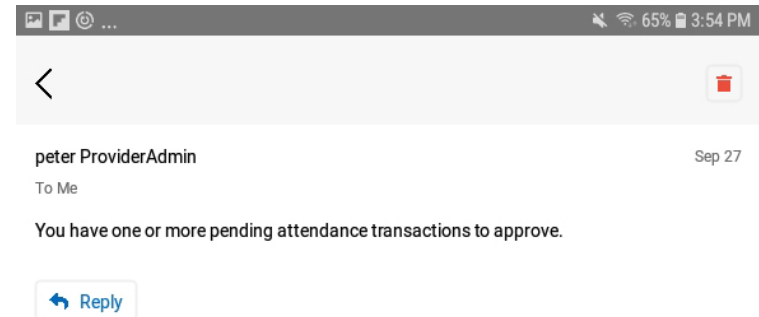 ... 65% 3:54 PM
peter ProviderAdmin Sep 27
To Me
You have one or more pending attendance transactions to approve.
Reply